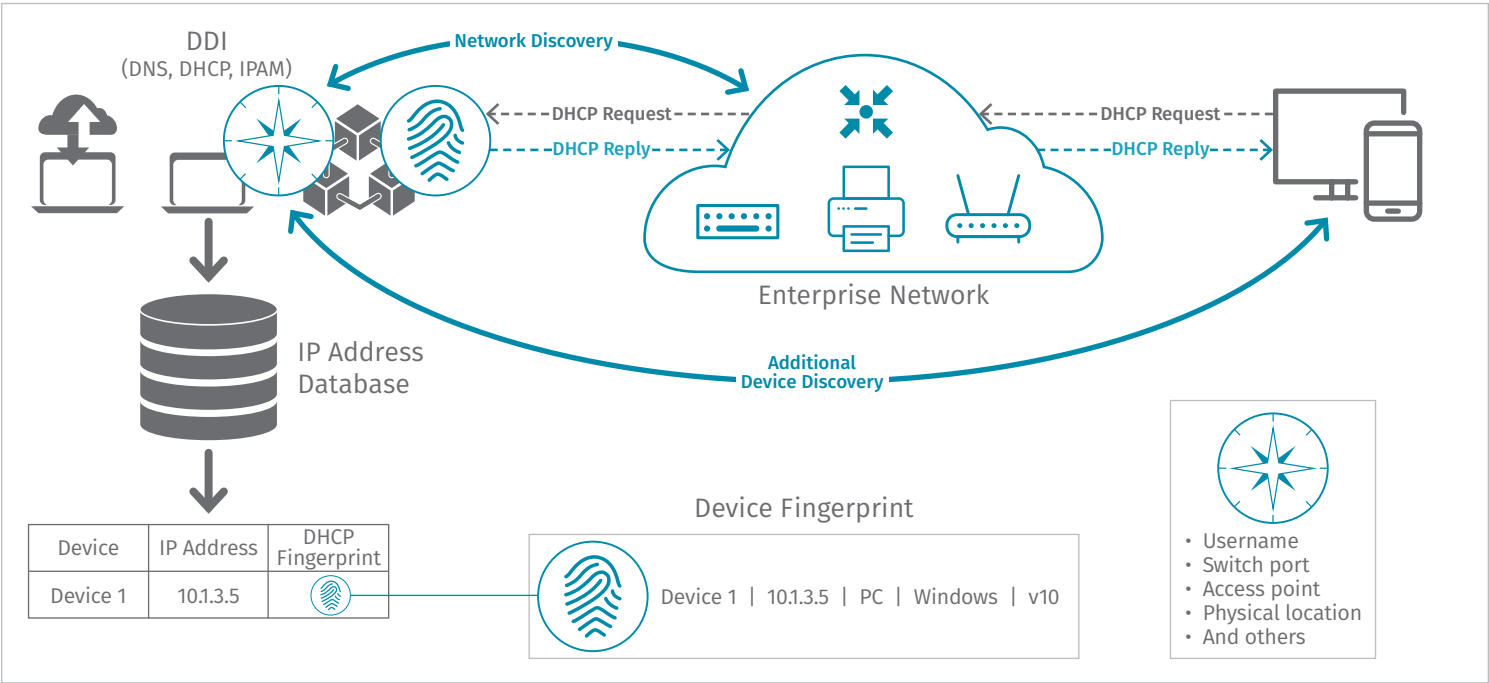 DDI
(DNS, DHCP, IPAM)
Network Discovery
DHCP Request
DHCP Reply
DHCP Request
DHCP Reply
Enterprise Network
IP Address
Database
Additional
Device Discovery
Device
IP Address
DHCP
Fingerprint
Device 1
10.1.3.5
Device Fingerprint
Device 1 | 10.1.3.5 | PC | Windows | v10
• Username
• Switch port
• Access point
• Physical location
• And others